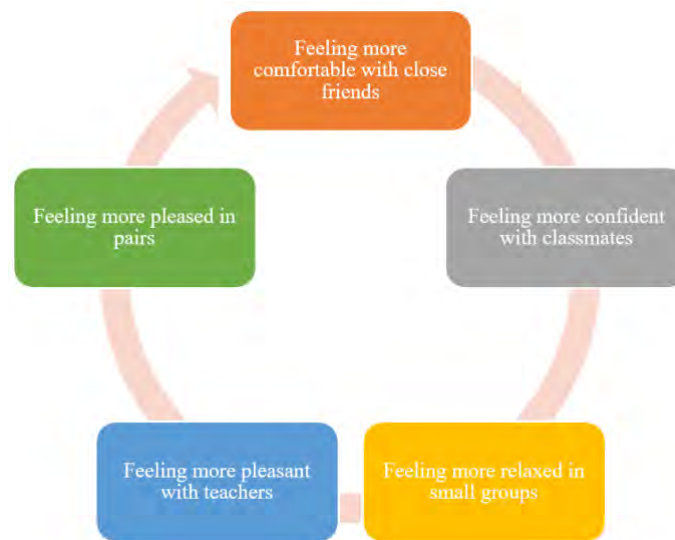 Feeling more
comfortable with close
friends
Feeling more confident
with classmates
Feeling more relaxed in
small groups
Feeling more pleasant
with teachers
Feeling more pleased in
pairs